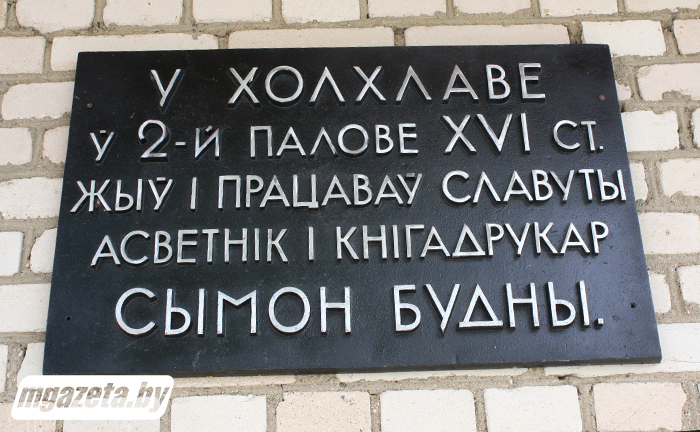 У ХОЛХЛАВЕ
Ў 2-Й ПАЛОВЕ XVI СТ.
ЖЫЎ І ПРАЦАВАЎ СЛАВУТЫ
АСВЕТНІК І КНІГАДРУКАР
СЫМОН БУДНЫ.
mgazeta.by